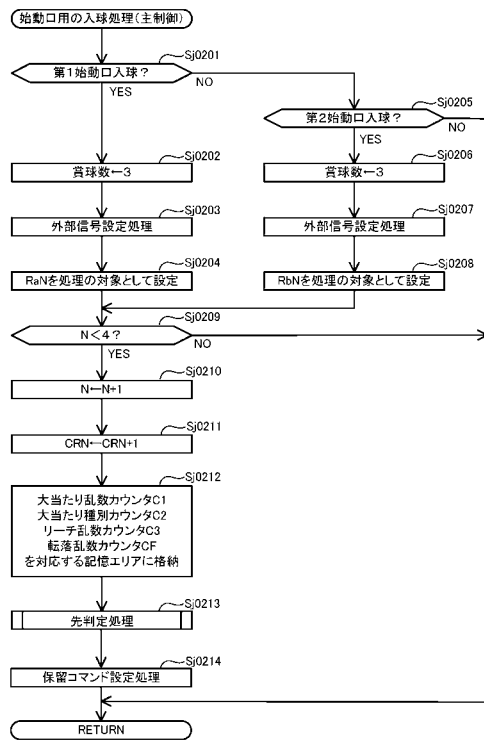 始動口用の入球処理(主制御)
Sj0201
第1始動口入球?
NO
YES
Sj0205
第2始動口入球?
NO
YES
Sj0202
賞球数←3
Sj0206
賞球数←3
Sj0203
外部信号設定処理
Sj0207
外部信号設定処理
Sj0204
RaNを処理の対象として設定
Sj0208
RbNを処理の対象として設定
Sj0209
N<4?
NO
YES
Sj0210
N←N+1
Sj0211
CRN←CRN+1
Sj0212
大当たり乱数カウンタC1
大当たり種別カウンタC2
リーチ乱数カウンタC3
転落乱数カウンタCF
を対応する記憶エリアに格納
Sj0213
先判定処理
Sj0214
保留コマンド設定処理
RETURN